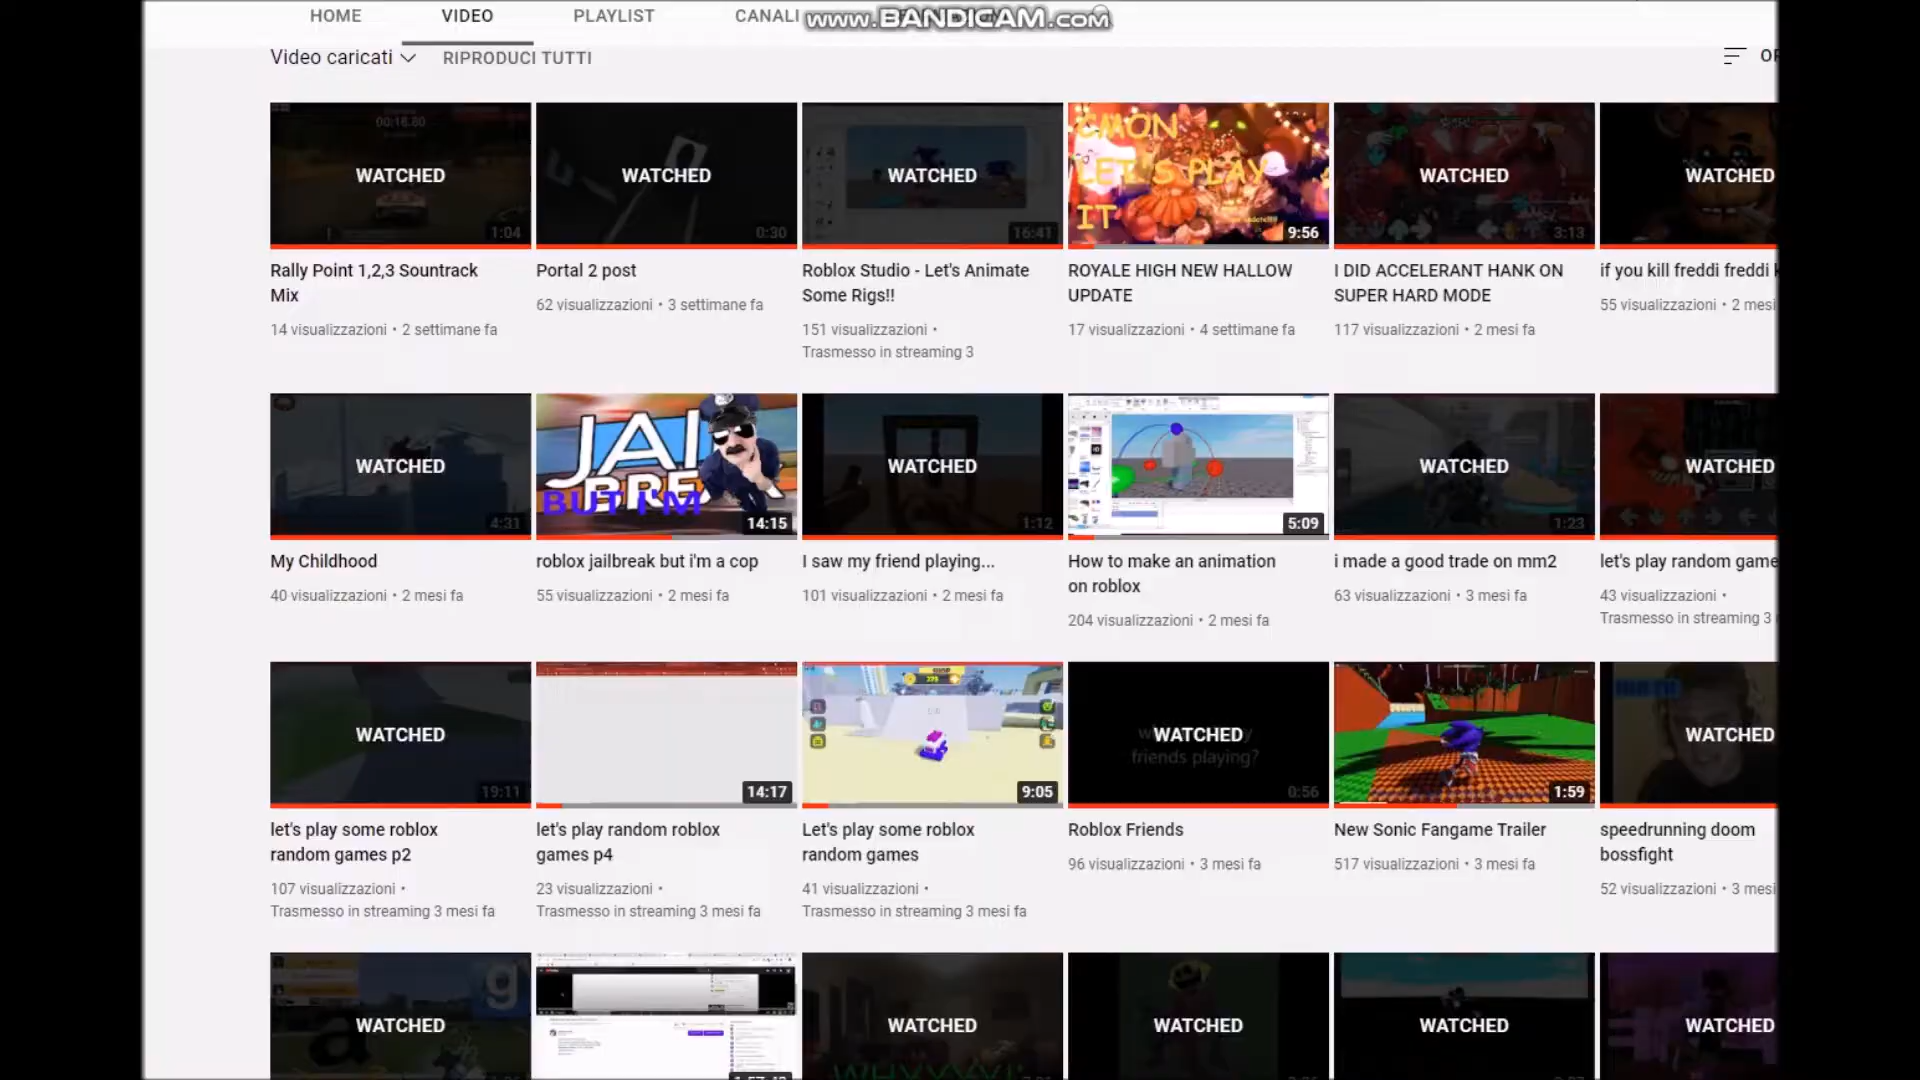 HOME VIDEO PLAYLIST CANALI
www.BANDICAM.com
Video caricati RIPRODUCI TUTTI
00:18.80
WATCHED WATCHED WATCHED CMON LET'S PLAY IT WATCHED WATCHED
1:04 0:30 16:41 9:56 3:13
Rally Point 1,2,3 Sountrack Portal 2 post Roblox Studio - Let's Animate ROYALE HIGH NEW HALLOW I DID ACCELERANT HANK ON if you kill freddi freddi
Mix Some Rigs!! UPDATE SUPER HARD MODE
62 visualizzazioni • 3 settimane fa 55 visualizzazioni • 2 mesi
14 visualizzazioni • 2 settimane fa 151 visualizzazioni • 17 visualizzazioni • 4 settimane fa 117 visualizzazioni • 2 mesi fa
Trasmesso in streaming 3
WATCHED JAILBREAK WATCHED WATCHED WATCHED
BUT I'M
4:31 14:15 1:12 5:09 1:23
My Childhood roblox jailbreak but i'm a cop I saw my friend playing... How to make an animation i made a good trade on mm2 let's play random game
on roblox
40 visualizzazioni • 2 mesi fa 55 visualizzazioni • 2 mesi fa 101 visualizzazioni • 2 mesi fa 63 visualizzazioni • 3 mesi fa 43 visualizzazioni •
204 visualizzazioni • 2 mesi fa Trasmesso in streaming 3
379
WATCHED WATCHED WATCHED
friends playing?
19:11 14:17 9:05 0:56 1:59
let's play some roblox let's play random roblox Let's play some roblox Roblox Friends New Sonic Fangame Trailer speedrunning doom
random games p2 games p4 random games bossfight
96 visualizzazioni • 3 mesi fa 517 visualizzazioni • 3 mesi fa
107 visualizzazioni • 23 visualizzazioni • 41 visualizzazioni • 52 visualizzazioni • 3 mesi
Trasmesso in streaming 3 mesi fa Trasmesso in streaming 3 mesi fa Trasmesso in streaming 3 mesi fa
WATCHED WATCHED WATCHED WATCHED WATCHED